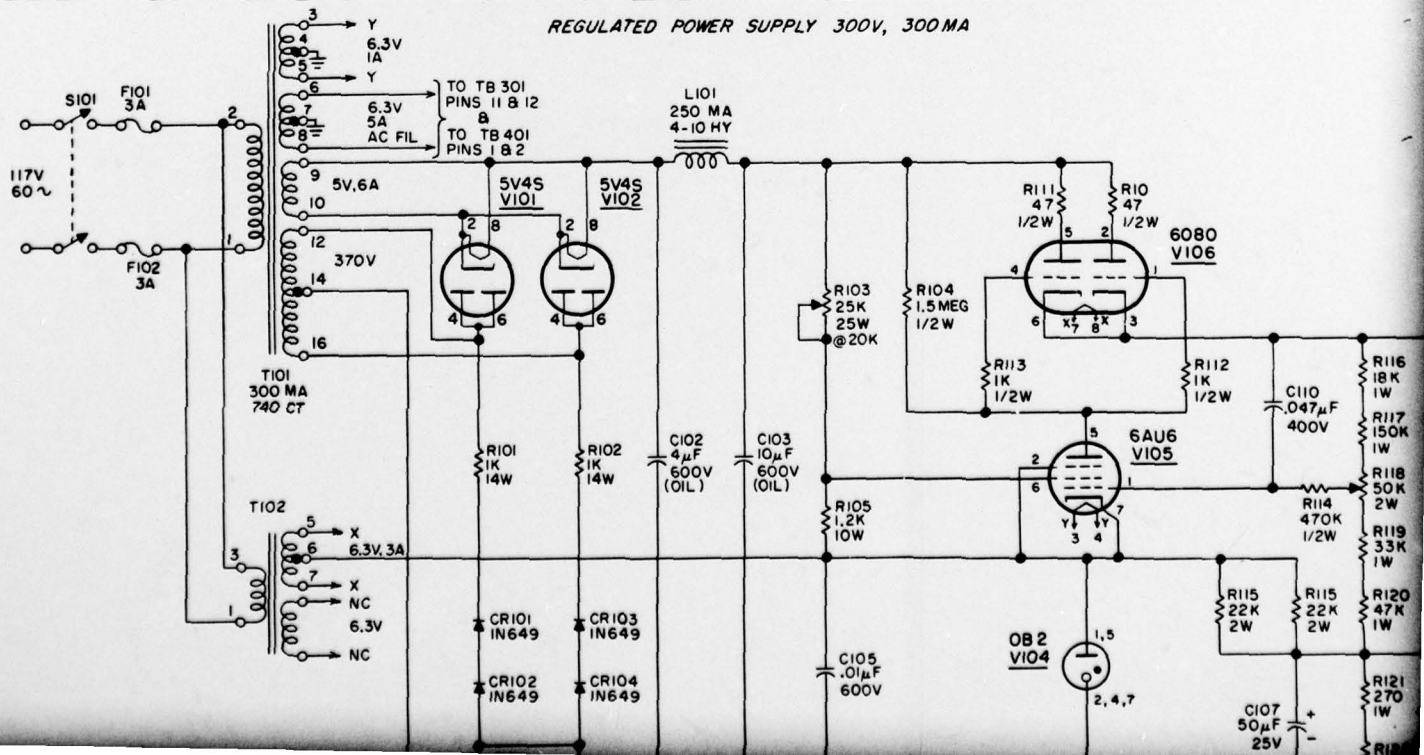 REGULATED POWER SUPPLY 300V, 300MA
117V
60~
S101
F101
3A
F102
3A
2
1
3
4
5
6
7
8
9
10
12
14
16
Y
6.3V
1A
Y
6.3V
5A
AC FIL
TO TB 301
PINS 11 & 12
&
TO TB 401
PINS 1 & 2
5V,6A
370V
T101
300 MA
740 CT
5V4S
V101
2
8
4
6
5V4S
V102
2
8
4
6
L101
250 MA
4-10 HY
R111
47
1/2W
R10
47
1/2W
5
2
6080
V106
4
1
6
X
7
8
X
3
R103
25K
25W
@20K
R104
1.5 MEG
1/2W
R113
1K
1/2W
R112
1K
1/2W
C110
.047µF
400V
R116
18K
1W
R117
150K
1W
R118
50K
2W
R119
33K
1W
R120
47K
1W
R121
270
1W
R101
1K
14W
R102
1K
14W
C102
4µF
600V
(OIL)
C103
10µF
600V
(OIL)
R105
1.2K
10W
5
6AU6
V105
2
6
1
7
Y
Y
3
4
R114
470K
1/2W
T102
3
1
5
6
7
X
6.3V, 3A
X
NC
6.3V
NC
CR101
1N649
CR103
1N649
CR102
1N649
CR104
1N649
C105
.01µF
600V
OB2
V104
1,5
2,4,7
R115
22K
2W
R115
22K
2W
C107
50µF
25V
+
-